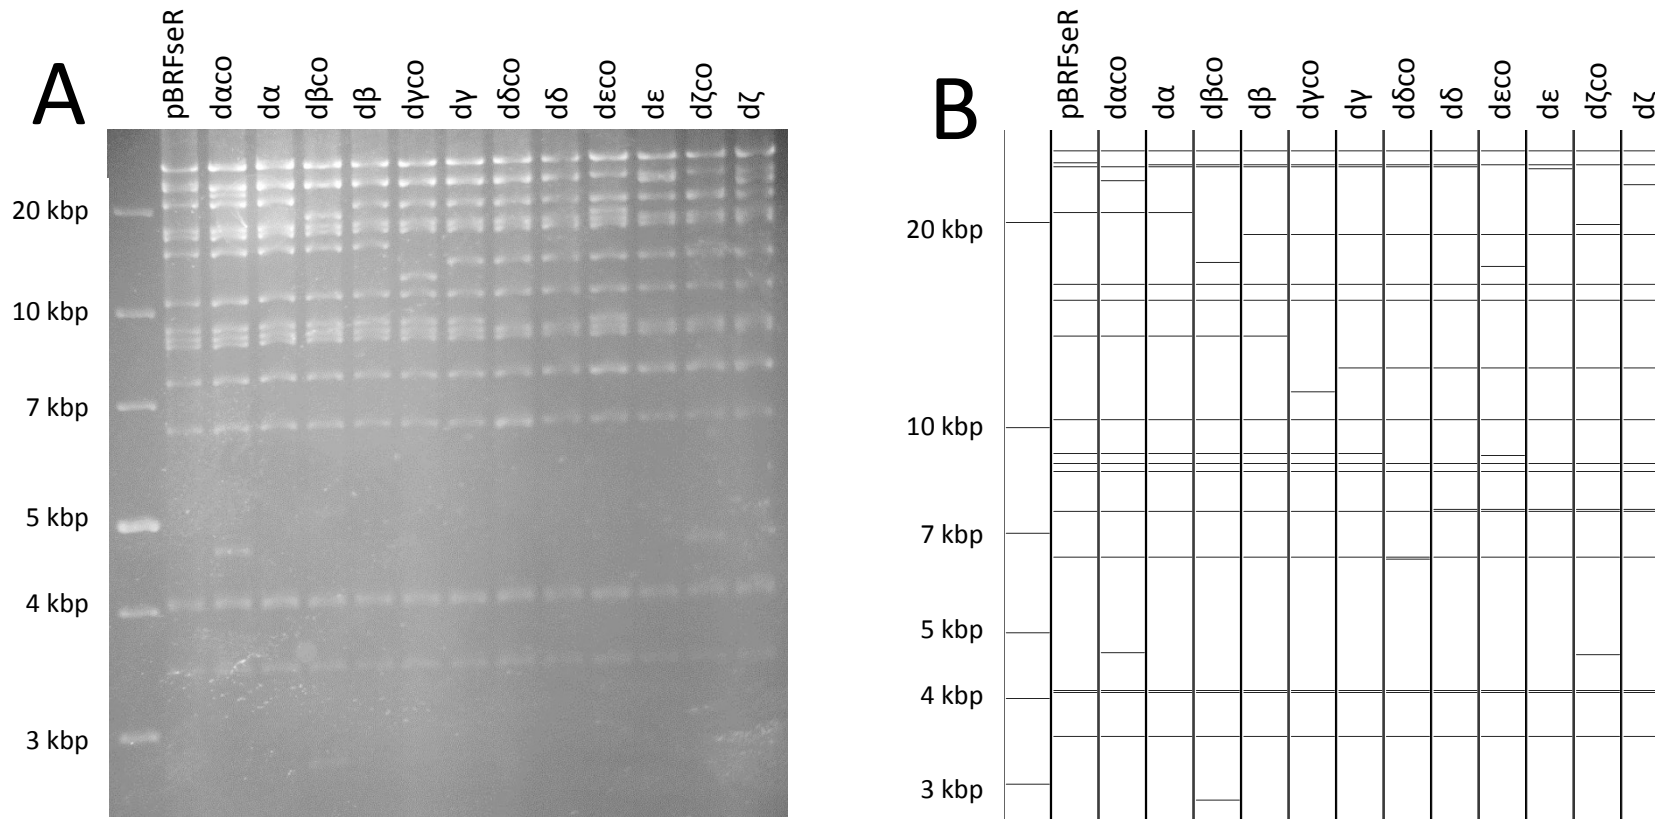 A
pBRFseR
dαco
dα
dβco
dβ
dγco
dγ
dδco
dδ
dεco
dε
dζco
dζ
20 kbp
10 kbp
7 kbp
5 kbp
4 kbp
3 kbp
B
pBRFseR
dαco
dα
dβco
dβ
dγco
dγ
dδco
dδ
dεco
dε
dζco
dζ
20 kbp
10 kbp
7 kbp
5 kbp
4 kbp
3 kbp